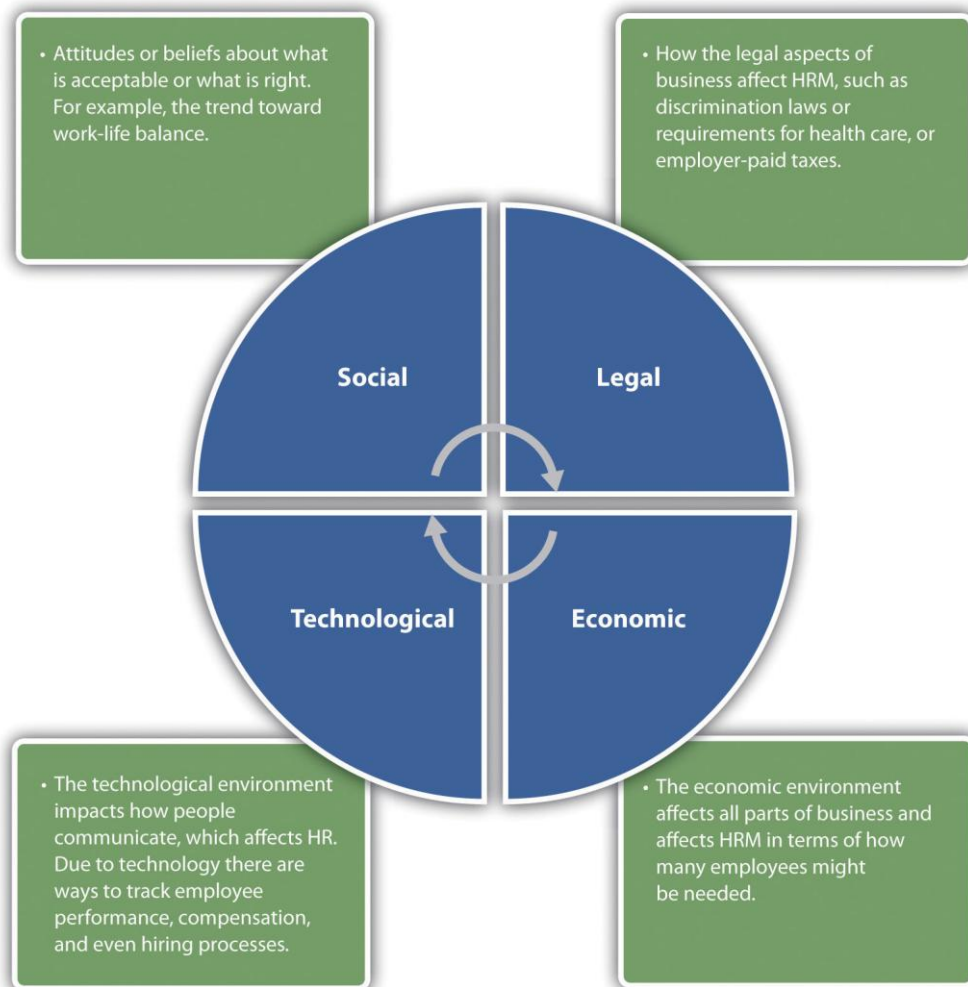 • Attitudes or beliefs about what
is acceptable or what is right.
For example, the trend toward
work-life balance.
• How the legal aspects of
business affect HRM, such as
discrimination laws or
requirements for health care, or
employer-paid taxes.
Social
Legal
Technological
Economic
• The technological environment
impacts how people
communicate, which affects HR.
Due to technology there are
ways to track employee
performance, compensation,
and even hiring processes.
• The economic environment
affects all parts of business and
affects HRM in terms of how
many employees might
be needed.